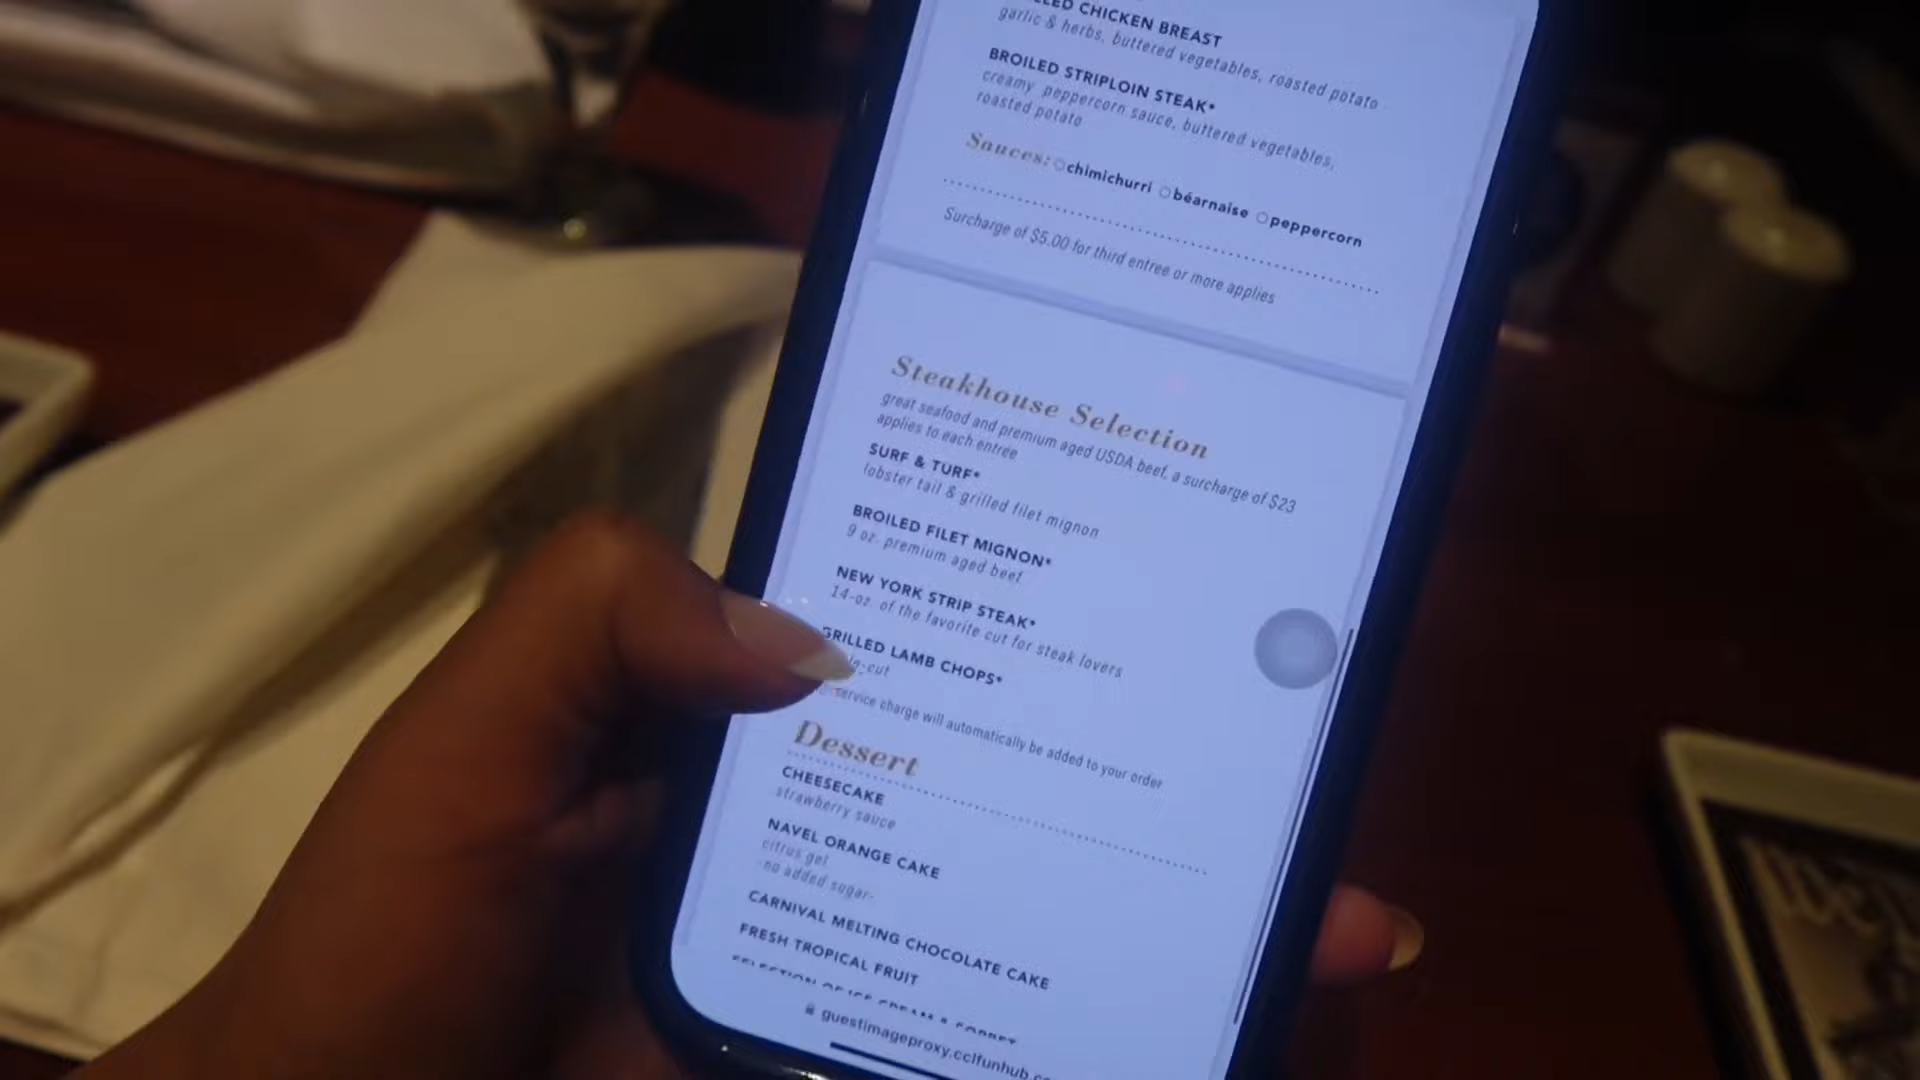 CHICKEN BREAST
garlic & herbs, buttered vegetables, roasted potato
BROILED STRIPLOIN STEAK*
creamy peppercorn sauce, buttered vegetables,
roasted potato
Sauces: chimichurri béarnaise peppercorn
Surcharge of $5.00 for third entree or more applies
Steakhouse Selection
great seafood and premium aged USDA beef, a surcharge of $23
applies to each entrée
SURF & TURF*
lobster tail & grilled filet mignon
BROILED FILET MIGNON*
9 oz. premium aged beef
NEW YORK STRIP STEAK*
14-oz. of the favorite cut for steak lovers
GRILLED LAMB CHOPS*
cut
service charge will automatically be added to your order
Dessert
CHEESECAKE
strawberry sauce
NAVEL ORANGE CAKE
citrus gel
-no added sugar-
CARNIVAL MELTING CHOCOLATE CAKE
FRESH TROPICAL FRUIT
guestimageproxy.cclfunhub.c